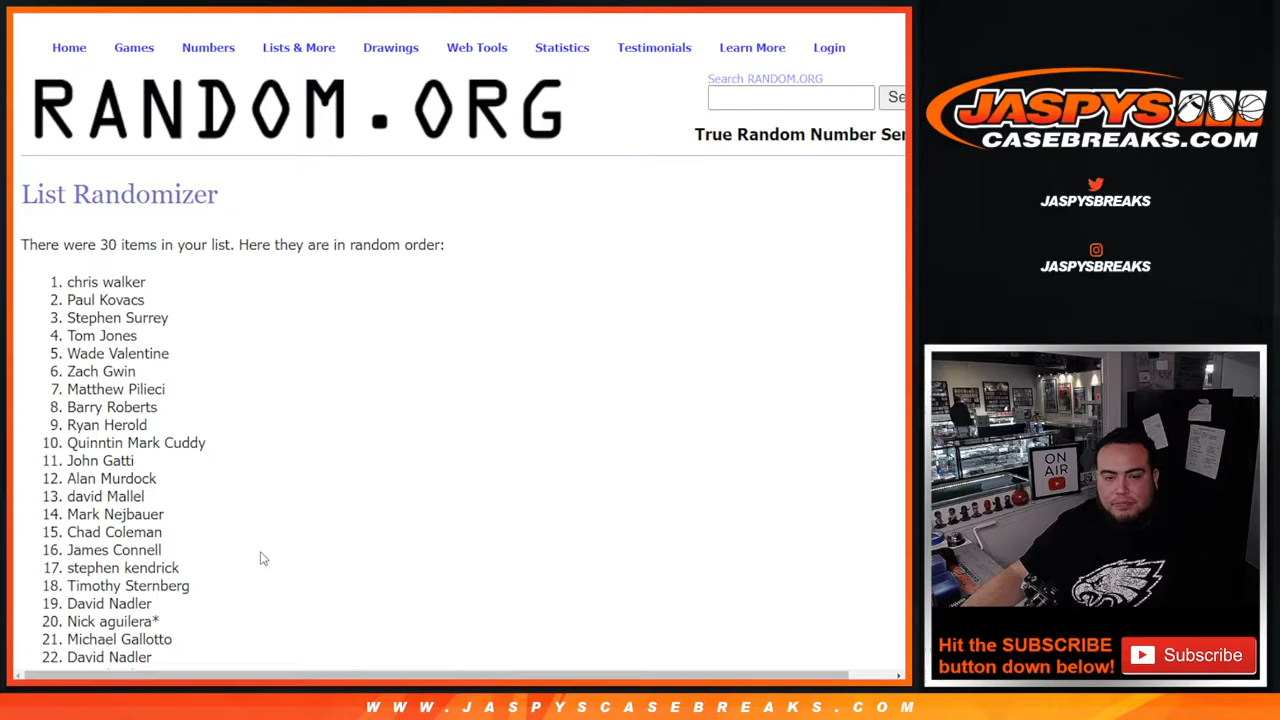 Home Games Numbers Lists & More Drawings Web Tools Statistics Testimonials Learn More Login
RANDOM.ORG
Search RANDOM.ORG
Se
True Random Number Ser
List Randomizer
There were 30 items in your list. Here they are in random order:
1. chris walker
2. Paul Kovacs
3. Stephen Surrey
4. Tom Jones
5. Wade Valentine
6. Zach Gwin
7. Matthew Pilieci
8. Barry Roberts
9. Ryan Herold
10. Quinntin Mark Cuddy
11. John Gatti
12. Alan Murdock
13. david Mallel
14. Mark Nejbauer
15. Chad Coleman
16. James Connell
17. stephen kendrick
18. Timothy Sternberg
19. David Nadler
20. Nick aguilera*
21. Michael Gallotto
22. David Nadler
JASPYS
CASEBREAKS.COM
JASPYSBREAKS
JASPYSBREAKS
ON
AIR
Hit the SUBSCRIBE
button down below!
Subscribe
WWW.JASPYSCASEBREAKS.COM